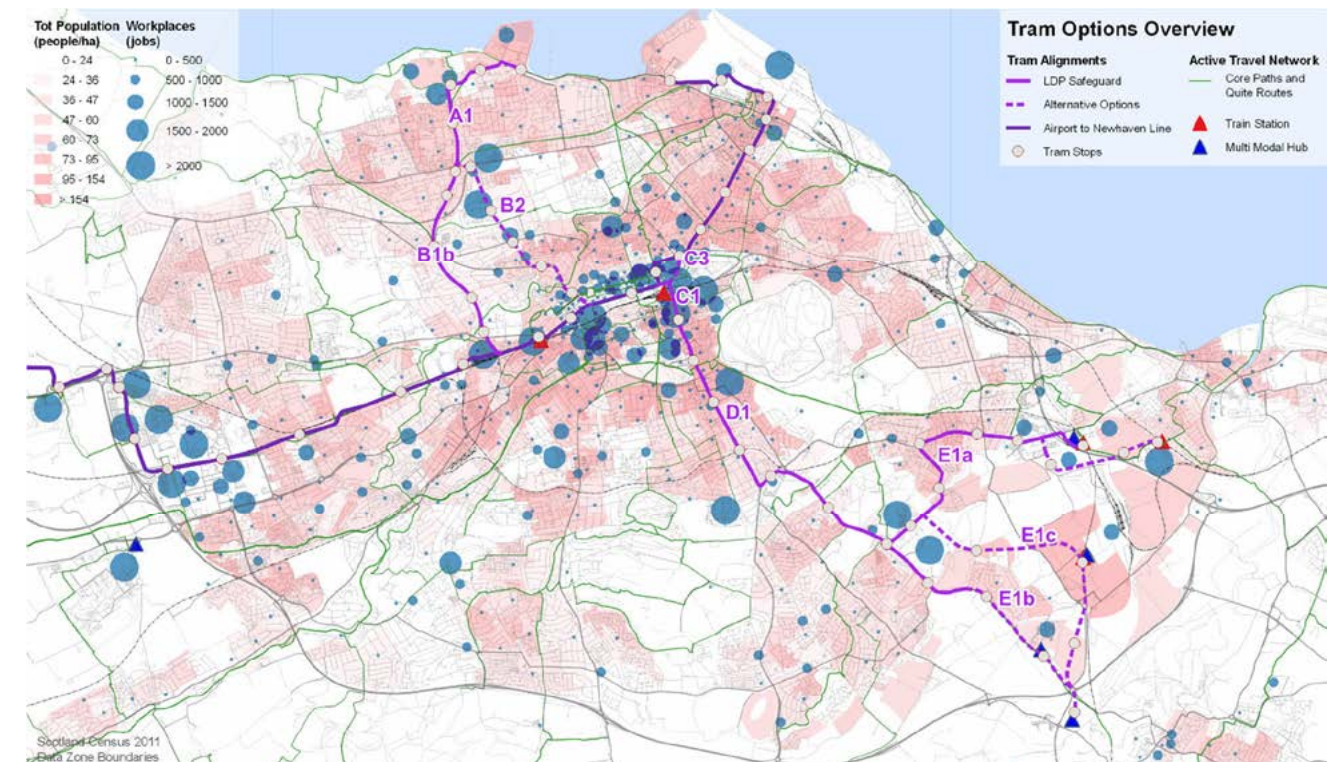 Tot Population Workplaces
(people/ha) (jobs)
0 - 24 0 - 500
24 - 36 500 - 1000
36 - 47 1000 - 1500
47 - 60 1500 - 2000
60 - 73 > 2000
73 - 95
95 - 154
> 154
Tram Options Overview
Tram Alignments
LDP Safeguard
Alternative Options
Airport to Newhaven Line
Tram Stops
Active Travel Network
Core Paths and
Quite Routes
Train Station
Multi Modal Hub
A1
B2
B1b
C3
C1
D1
E1a
E1c
E1b
Scotland Census 2011
Data Zone Boundaries